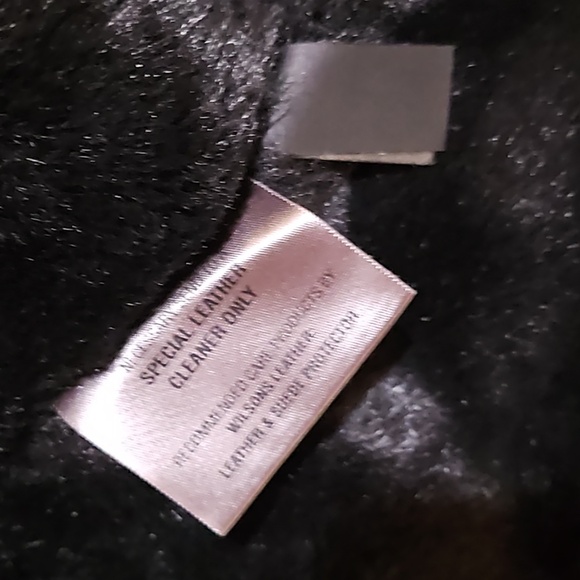 SPECIAL LEATHER
CLEANER ONLY
RECOMMENDED CARE PRODUCTS BY
WILSONS LEATHER
LEATHER & SUEDE PROTECTOR